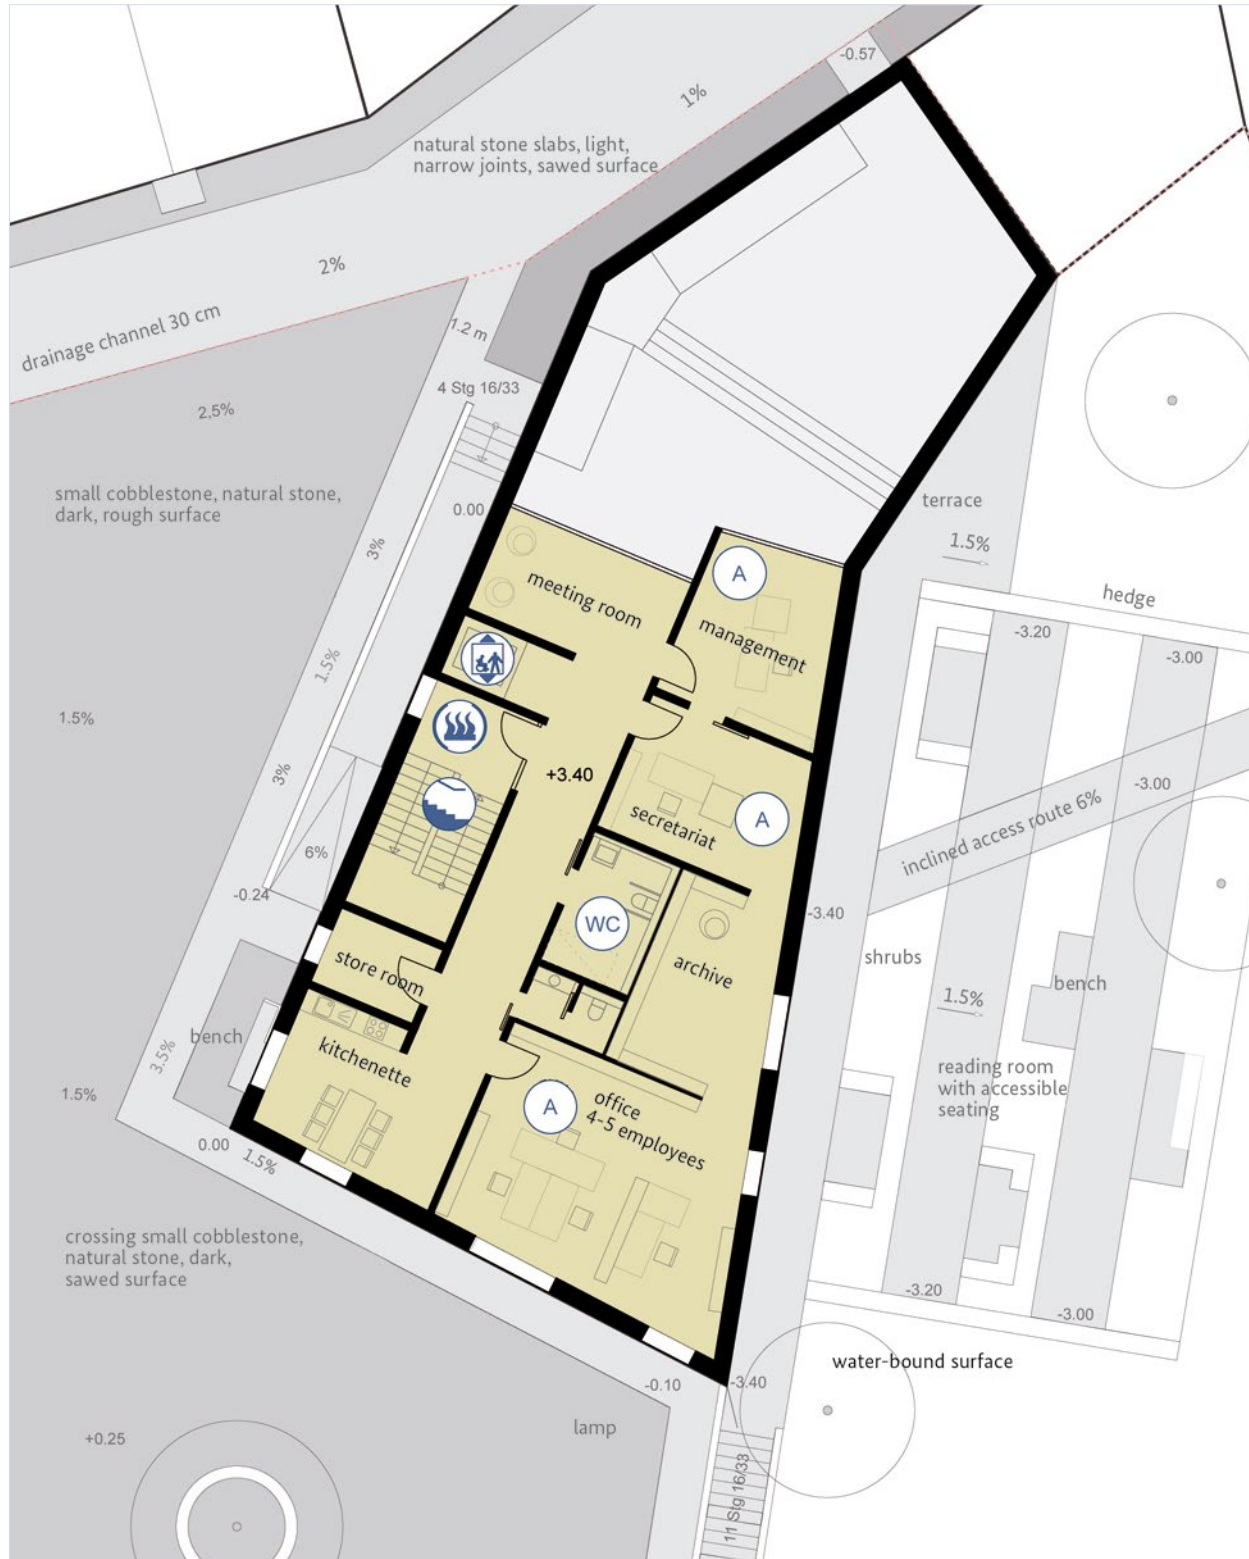 -0.57
1%
natural stone slabs, light,
narrow joints, sawed surface
2%
drainage channel 30 cm
1.2 m
4 Stg 16/33
2,5%
small cobblestone, natural stone,
dark, rough surface
0.00
3%
terrace
1.5%
A
meeting room
management
hedge
-3.20
-3.00
1.5%
1.5%
3%
+3.40
-3.00
secretariat
A
inclined access route 6%
6%
-0.24
-3.40
WC
store room
archive
shrubs
bench
1.5%
bench
3.5%
kitchenette
reading room
with accessible
seating
1.5%
A
office
4-5 employees
0.00
1.5%
crossing small cobblestone,
natural stone, dark,
sawed surface
-3.20
-3.00
water-bound surface
-0.10
-3.40
lamp
+0.25
11 Stg 16/33